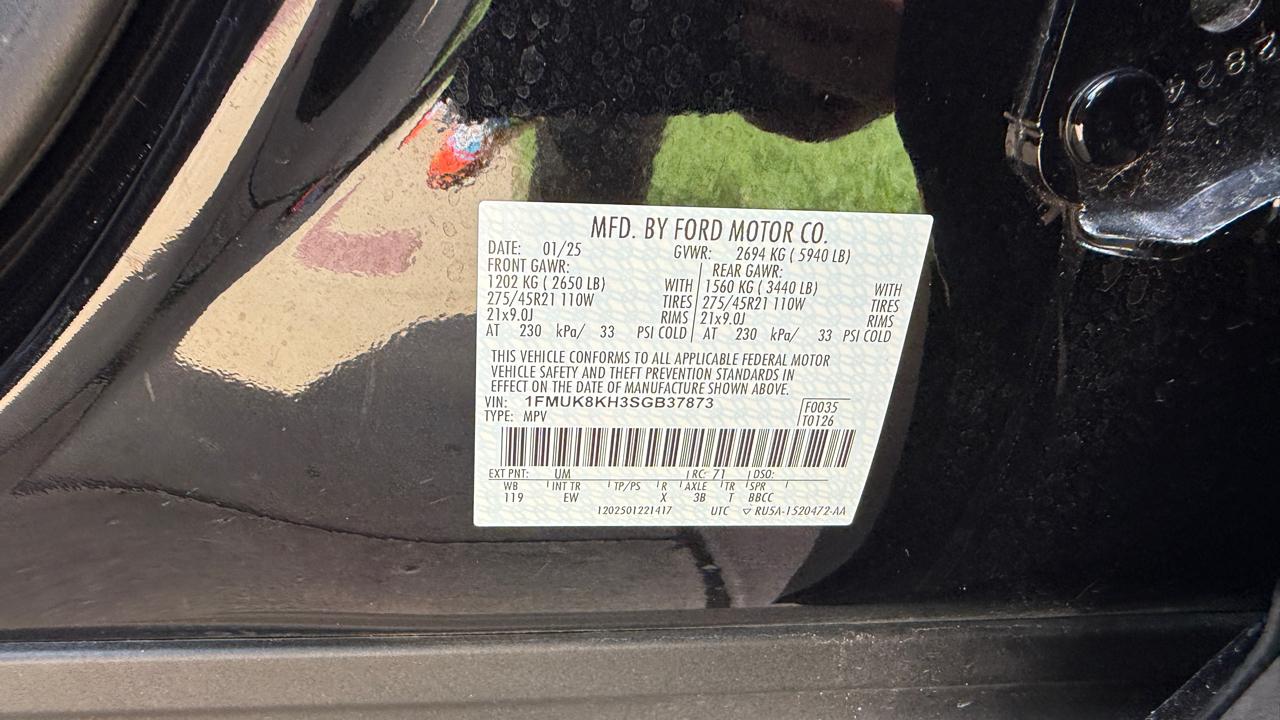 MFD. BY FORD MOTOR CO.
DATE: 01/25 GVWR: 2694 KG ( 5940 LB)
FRONT GAWR: REAR GAWR:
1202 KG ( 2650 LB) WITH 1560 KG ( 3440 LB) WITH
275/45R21 110W TIRES 275/45R21 110W TIRES
21x9.0J RIMS 21x9.0J RIMS
AT 230 kPa/ 33 PSI COLD AT 230 kPa/ 33 PSI COLD
THIS VEHICLE CONFORMS TO ALL APPLICABLE FEDERAL MOTOR
VEHICLE SAFETY AND THEFT PREVENTION STANDARDS IN
EFFECT ON THE DATE OF MANUFACTURE SHOWN ABOVE.
VIN: 1FMUK8KH3SGB37873 F0035
TYPE: MPV T0126
EXT PNT: UM RC: 71 DSO:
WB INT TR TP/PS R AXLE TR SPR
119 EW X 3B T BBCC
1202501221417 UTC ▽ RU5A-1520472-AA